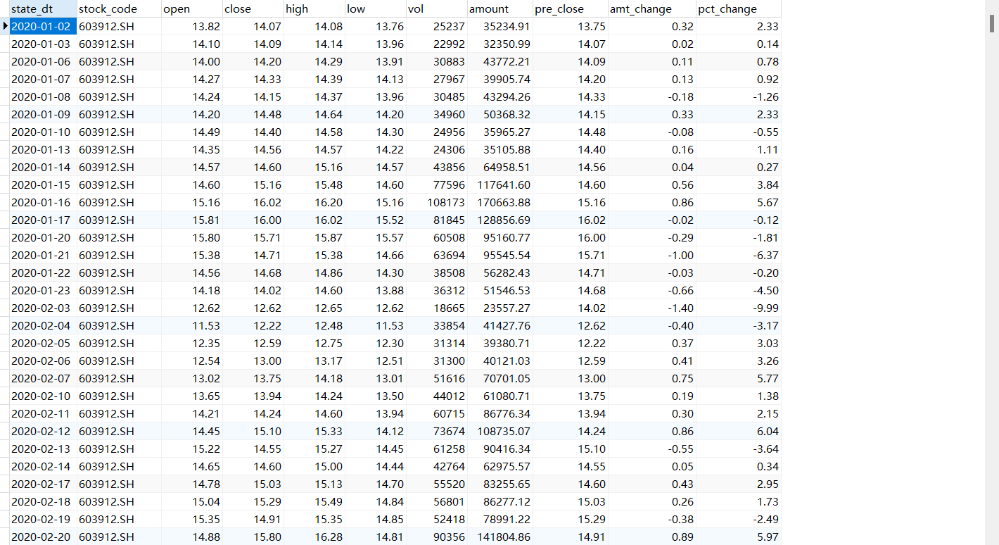 state_dt stock_code open close high low vol amount pre_close amt_change pct_change
2020-01-02 603912.SH 13.82 14.07 14.08 13.76 25237 35234.91 13.75 0.32 2.33
2020-01-03 603912.SH 14.10 14.09 14.14 13.96 22992 32350.99 14.07 0.02 0.14
2020-01-06 603912.SH 14.00 14.20 14.29 13.91 30883 43772.21 14.09 0.11 0.78
2020-01-07 603912.SH 14.27 14.33 14.39 14.13 27967 39905.74 14.20 0.13 0.92
2020-01-08 603912.SH 14.24 14.15 14.37 13.96 30485 43294.26 14.33 -0.18 -1.26
2020-01-09 603912.SH 14.20 14.48 14.64 14.20 34960 50368.32 14.15 0.33 2.33
2020-01-10 603912.SH 14.49 14.40 14.58 14.30 24956 35965.27 14.48 -0.08 -0.55
2020-01-13 603912.SH 14.35 14.56 14.57 14.22 24306 35105.88 14.40 0.16 1.11
2020-01-14 603912.SH 14.57 14.60 15.16 14.57 43856 64958.51 14.56 0.04 0.27
2020-01-15 603912.SH 14.60 15.16 15.48 14.60 77596 117641.60 14.60 0.56 3.84
2020-01-16 603912.SH 15.16 16.02 16.20 15.16 108173 170663.88 15.16 0.86 5.67
2020-01-17 603912.SH 15.81 16.00 16.02 15.52 81845 128856.69 16.02 -0.02 -0.12
2020-01-20 603912.SH 15.80 15.71 15.87 15.57 60508 95160.77 16.00 -0.29 -1.81
2020-01-21 603912.SH 15.38 14.71 15.38 14.66 63694 95545.54 15.71 -1.00 -6.37
2020-01-22 603912.SH 14.56 14.68 14.86 14.30 38508 56282.43 14.71 -0.03 -0.20
2020-01-23 603912.SH 14.18 14.02 14.60 13.88 36312 51546.53 14.68 -0.66 -4.50
2020-02-03 603912.SH 12.62 12.62 12.65 12.62 18665 23557.27 14.02 -1.40 -9.99
2020-02-04 603912.SH 11.53 12.22 12.48 11.53 33854 41427.76 12.62 -0.40 -3.17
2020-02-05 603912.SH 12.35 12.59 12.75 12.30 31314 39380.71 12.22 0.37 3.03
2020-02-06 603912.SH 12.54 13.00 13.17 12.51 31300 40121.03 12.59 0.41 3.26
2020-02-07 603912.SH 13.02 13.75 14.18 13.01 51616 70701.05 13.00 0.75 5.77
2020-02-10 603912.SH 13.65 13.94 14.24 13.50 44012 61080.71 13.75 0.19 1.38
2020-02-11 603912.SH 14.21 14.24 14.60 13.94 60715 86776.34 13.94 0.30 2.15
2020-02-12 603912.SH 14.45 15.10 15.33 14.12 73674 108735.07 14.24 0.86 6.04
2020-02-13 603912.SH 15.22 14.55 15.27 14.45 61258 90416.34 15.10 -0.55 -3.64
2020-02-14 603912.SH 14.65 14.60 15.00 14.44 42764 62975.57 14.55 0.05 0.34
2020-02-17 603912.SH 14.78 15.03 15.13 14.70 55520 83255.65 14.60 0.43 2.95
2020-02-18 603912.SH 15.04 15.29 15.49 14.84 56801 86277.12 15.03 0.26 1.73
2020-02-19 603912.SH 15.35 14.91 15.35 14.85 52418 78991.22 15.29 -0.38 -2.49
2020-02-20 603912.SH 14.88 15.80 16.28 14.81 90356 141804.86 14.91 0.89 5.97